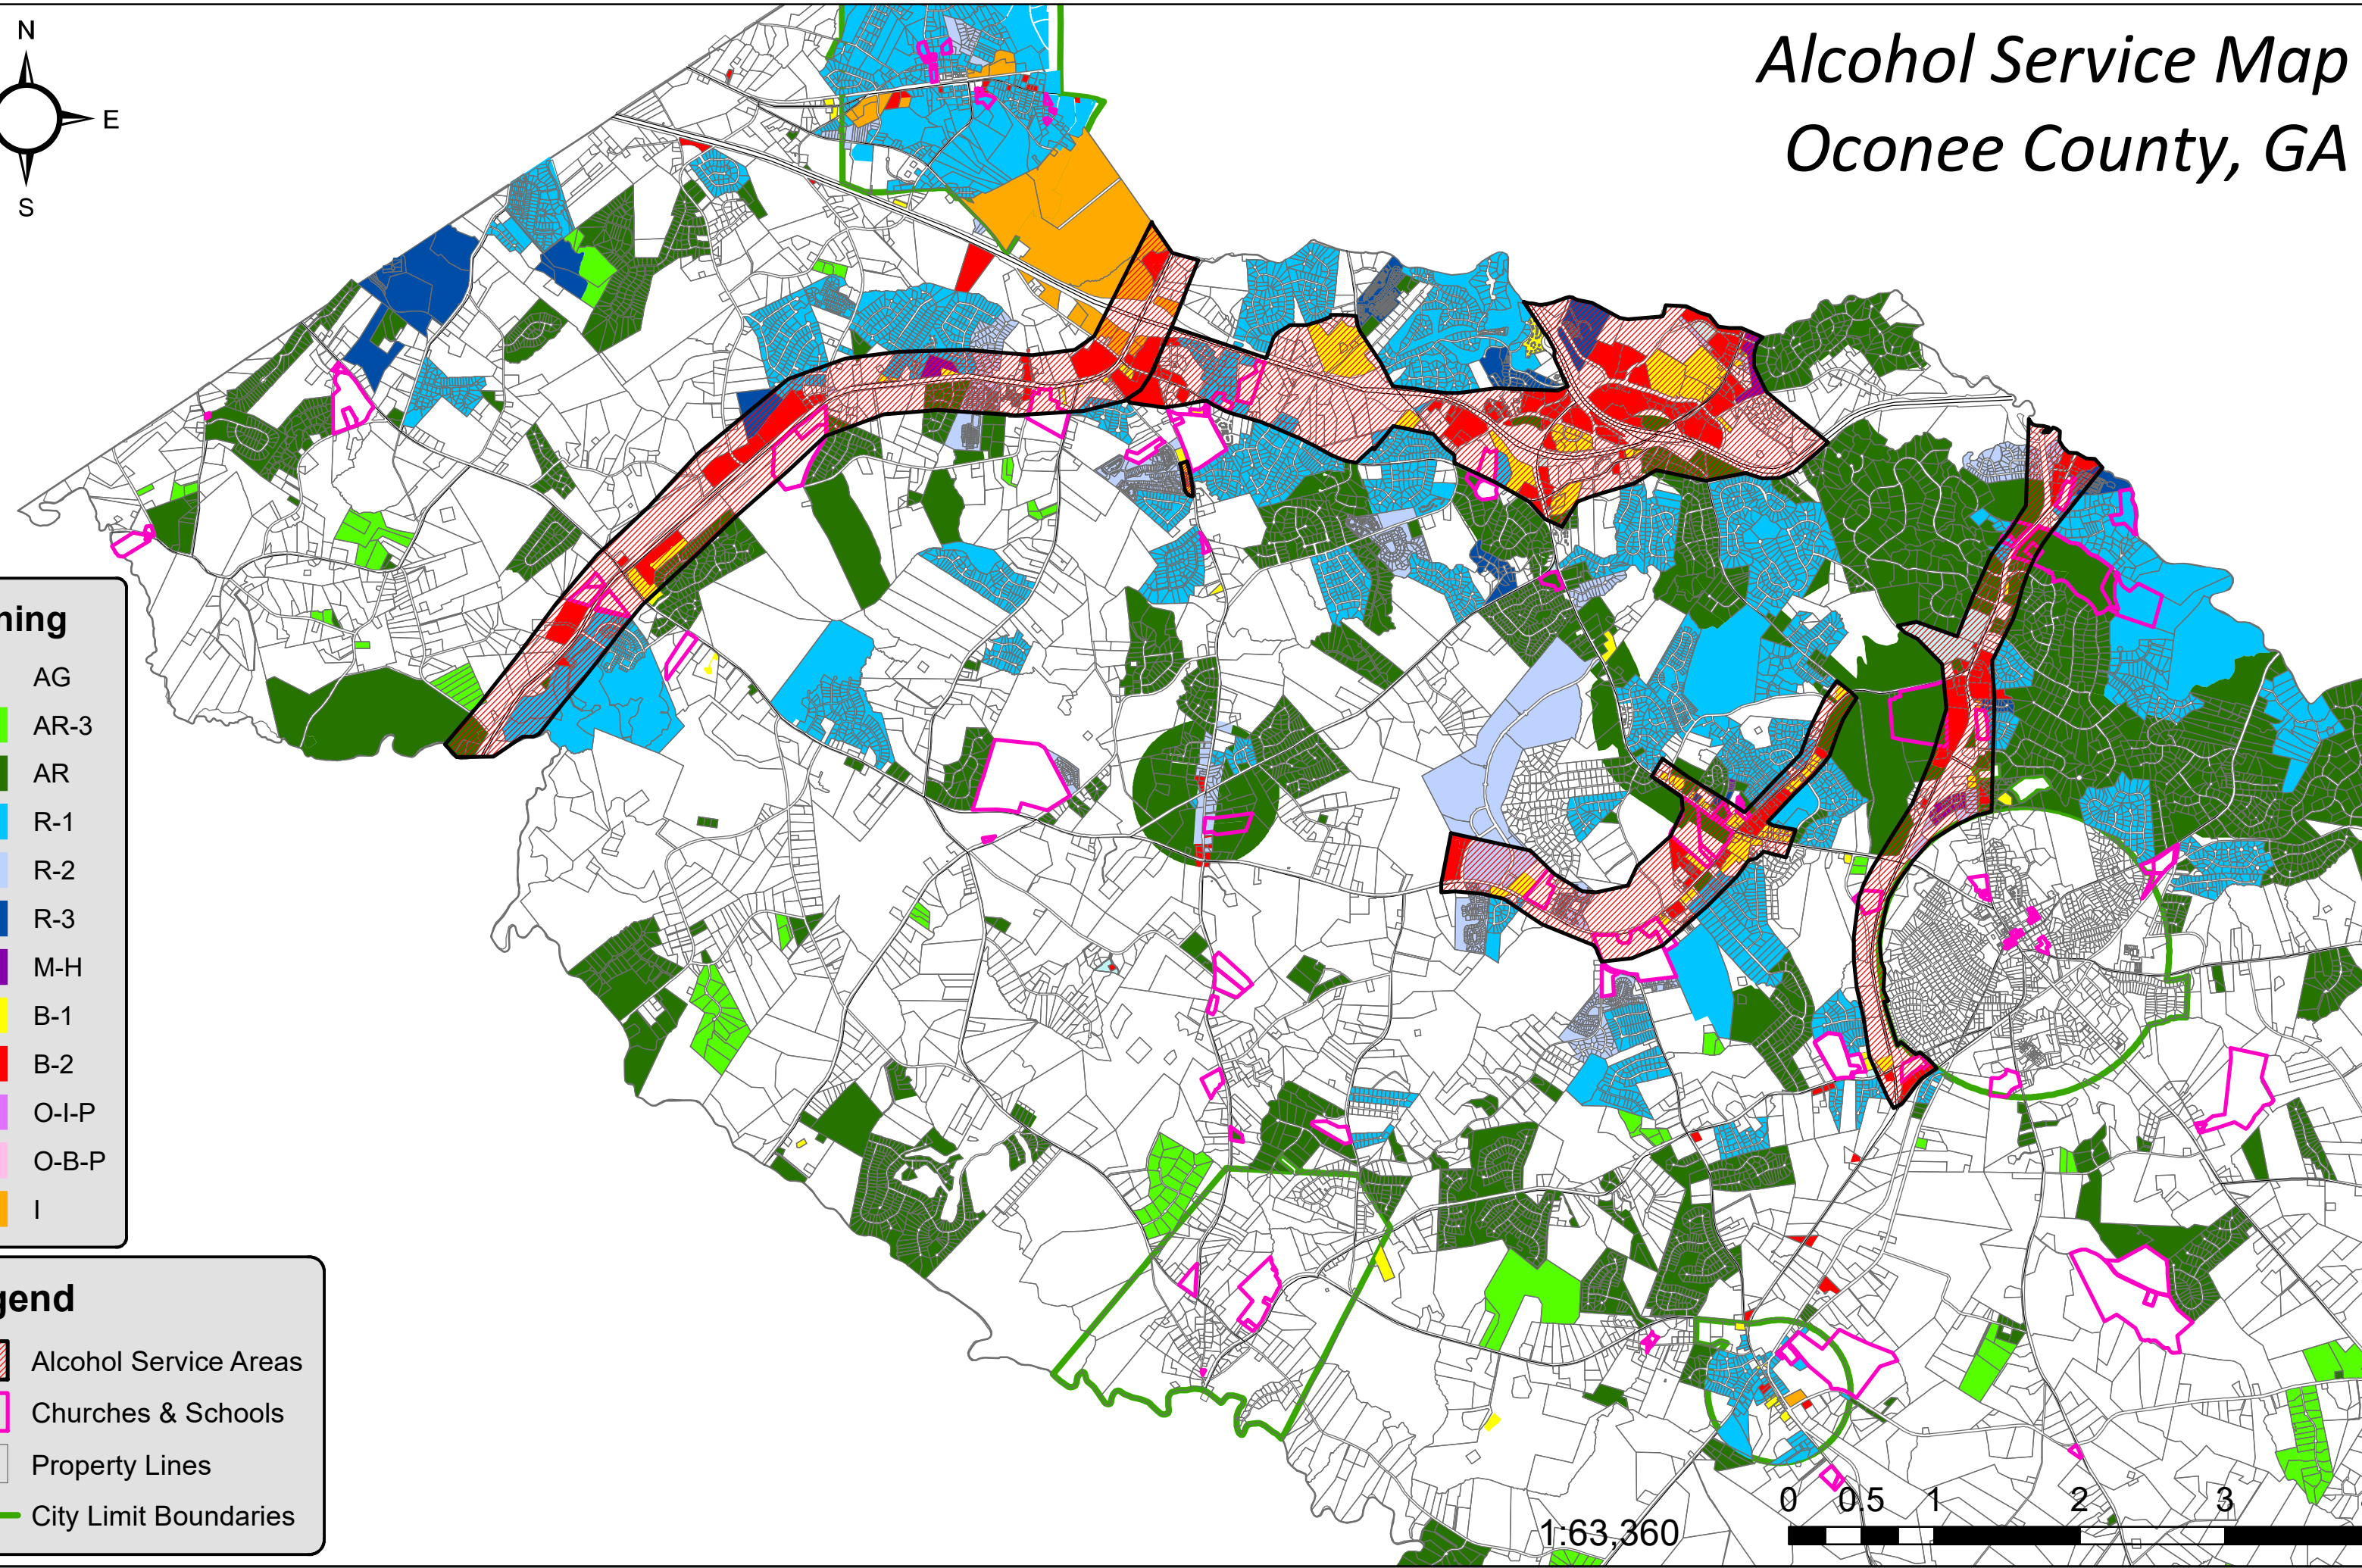 Alcohol Service Map
Oconee County, GA
N
E
S
ning
AG
AR-3
AR
R-1
R-2
R-3
M-H
B-1
B-2
O-I-P
O-B-P
I
gend
Alcohol Service Areas
Churches & Schools
Property Lines
City Limit Boundaries
0 0.5 1 2 3
1:63,360